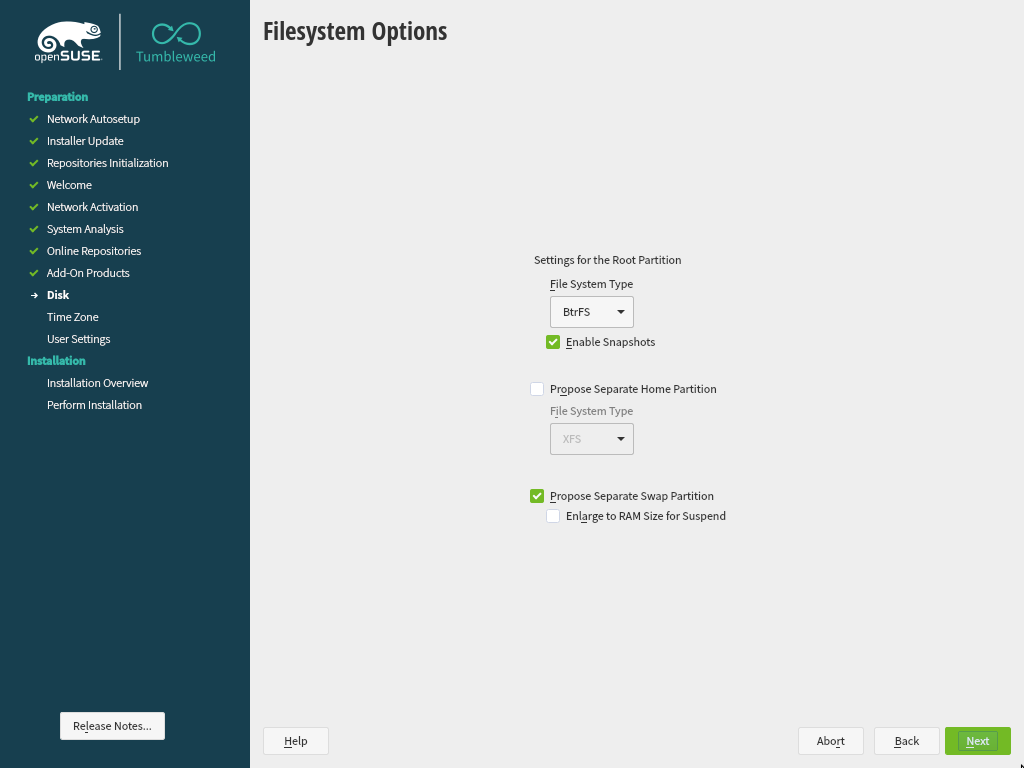 openSUSE
Tumbleweed
Preparation
Network Autosetup
Installer Update
Repositories Initialization
Welcome
Network Activation
System Analysis
Online Repositories
Add-On Products
Disk
Time Zone
User Settings
Installation
Installation Overview
Perform Installation
Release Notes...
Filesystem Options
Settings for the Root Partition
File System Type
BtrFS
Enable Snapshots
Propose Separate Home Partition
File System Type
XFS
Propose Separate Swap Partition
Enlarge to RAM Size for Suspend
Help
Abort
Back
Next